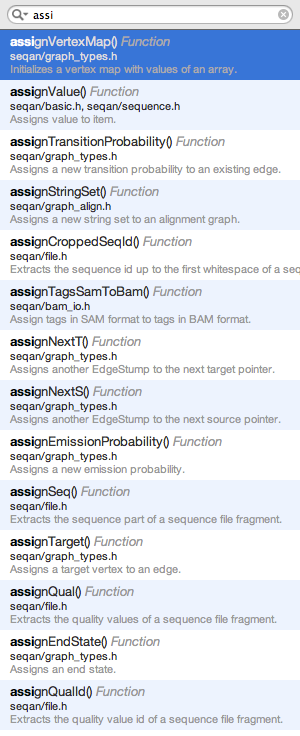 assi
assignVertexMap() Function
seqan/graph_types.h
Initializes a vertex map with values of an array.
assignValue() Function
seqan/basic.h, seqan/sequence.h
Assigns value to item.
assignTransitionProbability() Function
seqan/graph_types.h
Assigns a new transition probability to an existing edge.
assignStringSet() Function
seqan/graph_align.h
Assigns a new string set to an alignment graph.
assignCroppedSeqId() Function
seqan/file.h
Extracts the sequence id up to the first whitespace of a seq
assignTagsSamToBam() Function
seqan/bam_io.h
Assign tags in SAM format to tags in BAM format.
assignNextT() Function
seqan/graph_types.h
Assigns another EdgeStump to the next target pointer.
assignNextS() Function
seqan/graph_types.h
Assigns another EdgeStump to the next source pointer.
assignEmissionProbability() Function
seqan/graph_types.h
Assigns a new emission probability.
assignSeq() Function
seqan/file.h
Extracts the sequence part of a sequence file fragment.
assignTarget() Function
seqan/graph_types.h
Assigns a target vertex to an edge.
assignQual() Function
seqan/file.h
Extracts the quality values of a sequence file fragment.
assignEndState() Function
seqan/graph_types.h
Assigns an end state.
assignQualId() Function
seqan/file.h
Extracts the quality value id of a sequence file fragment.